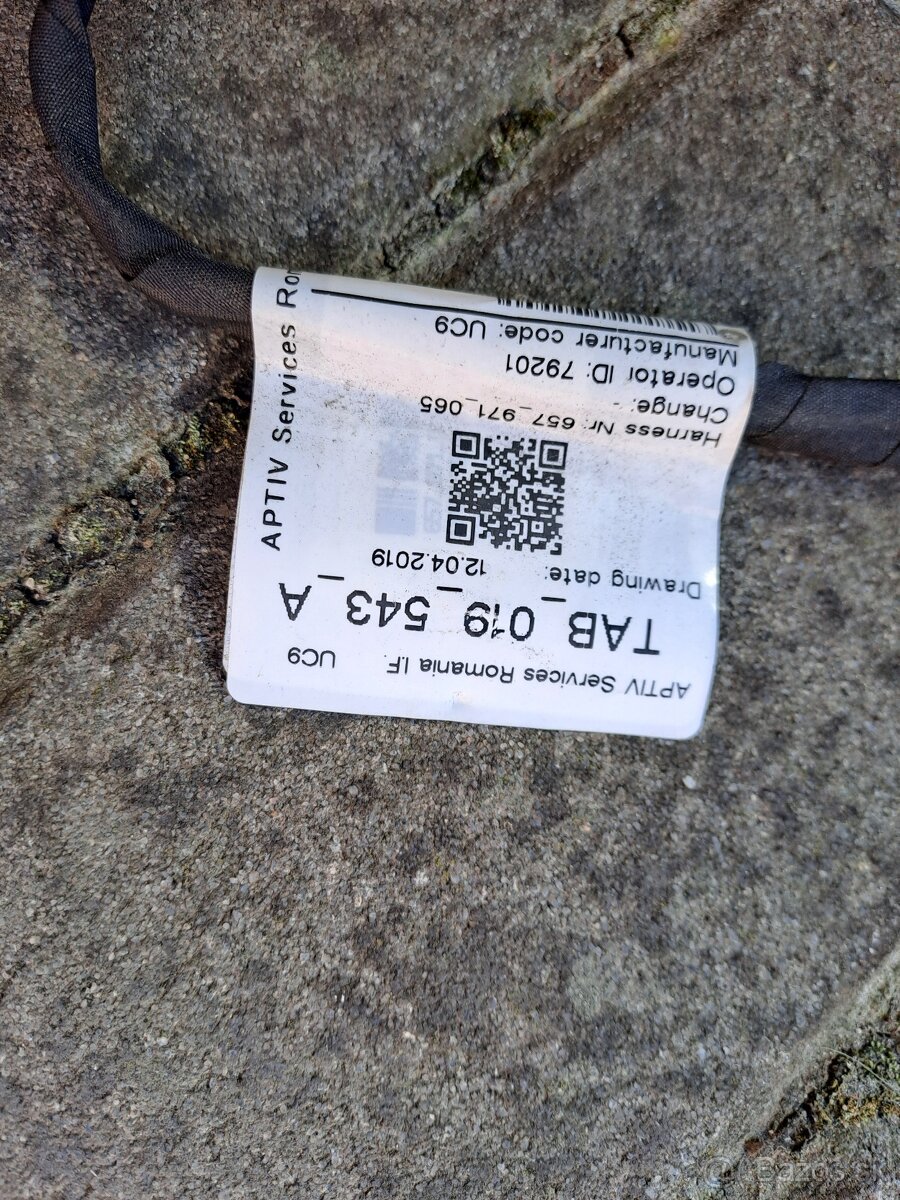 APTIV Services Romania I.F. UC9
TAB_019_543_A
Drawing date: 12.04.2019
Harness Nr: 657_971_065
Change: -
Operator ID: 79201
Manufacturer code: UC9
APTIV Services Ro
Bazos.sk